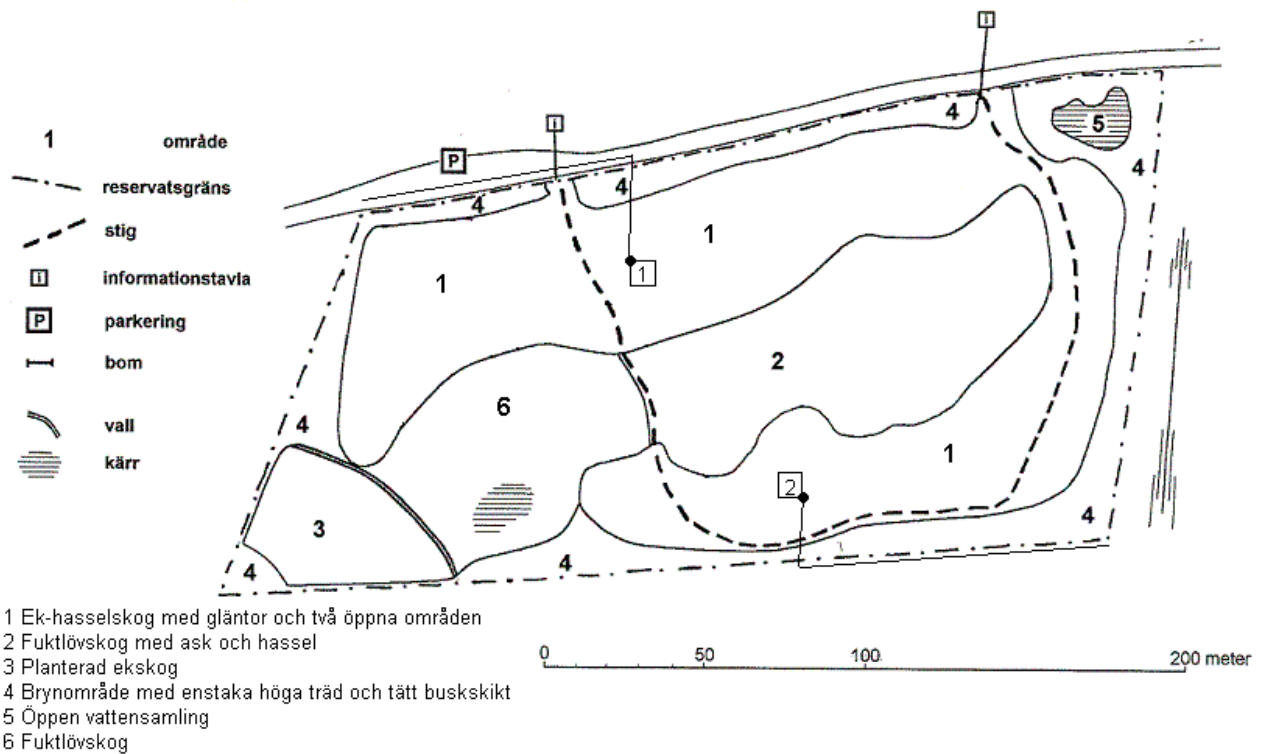 i
i
4
5
1 område
P
4
reservatsgräns
4
4
stig
1
1
i informationstavla
1
P parkering
bom
2
6
4
vall
1
kärr
2
3
4
4
4
1 Ek-hasselskog med gläntor och två öppna områden
2 Fuktlövskog med ask och hassel
3 Planterad ekskog
4 Brynområde med enstaka höga träd och tätt buskskikt
5 Öppen vattensamling
6 Fuktlövskog
0 50 100 200 meter